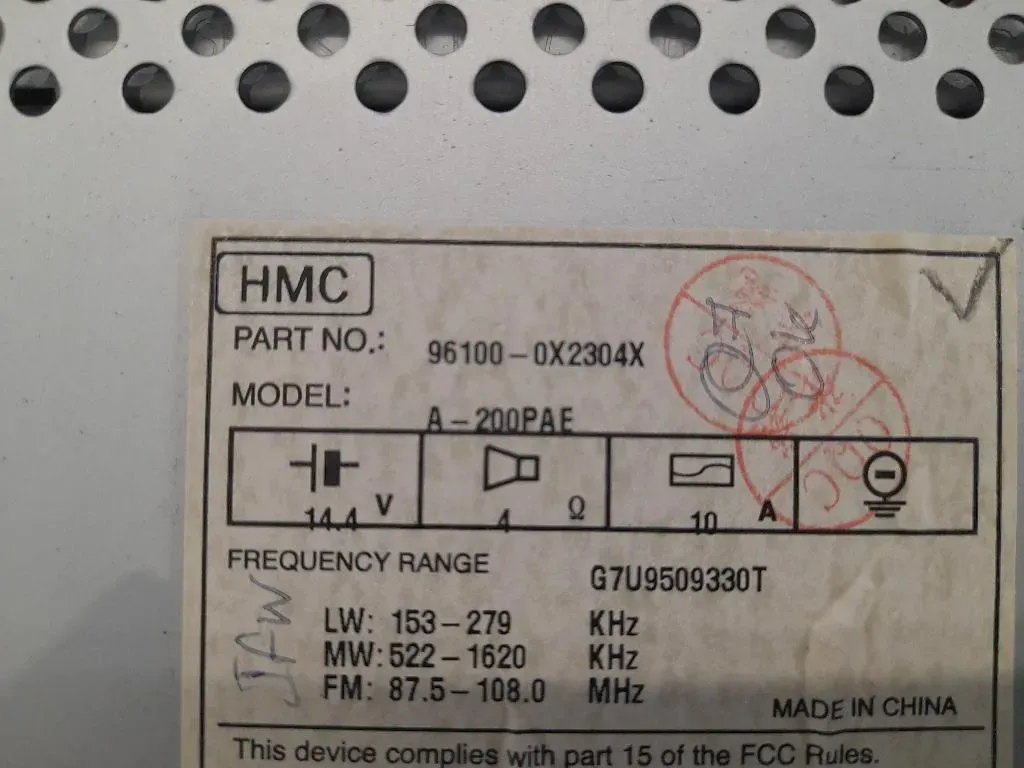 HMC
PART NO.: 96100-0X2304X
MODEL: A-200PAE
14.4 V 4 Ω 10 A
FREQUENCY RANGE
G7U9509330T
LW: 153-279 KHz
MW: 522-1620 KHz
FM: 87.5-108.0 MHz
MADE IN CHINA
This device complies with part 15 of the FCC Rules.